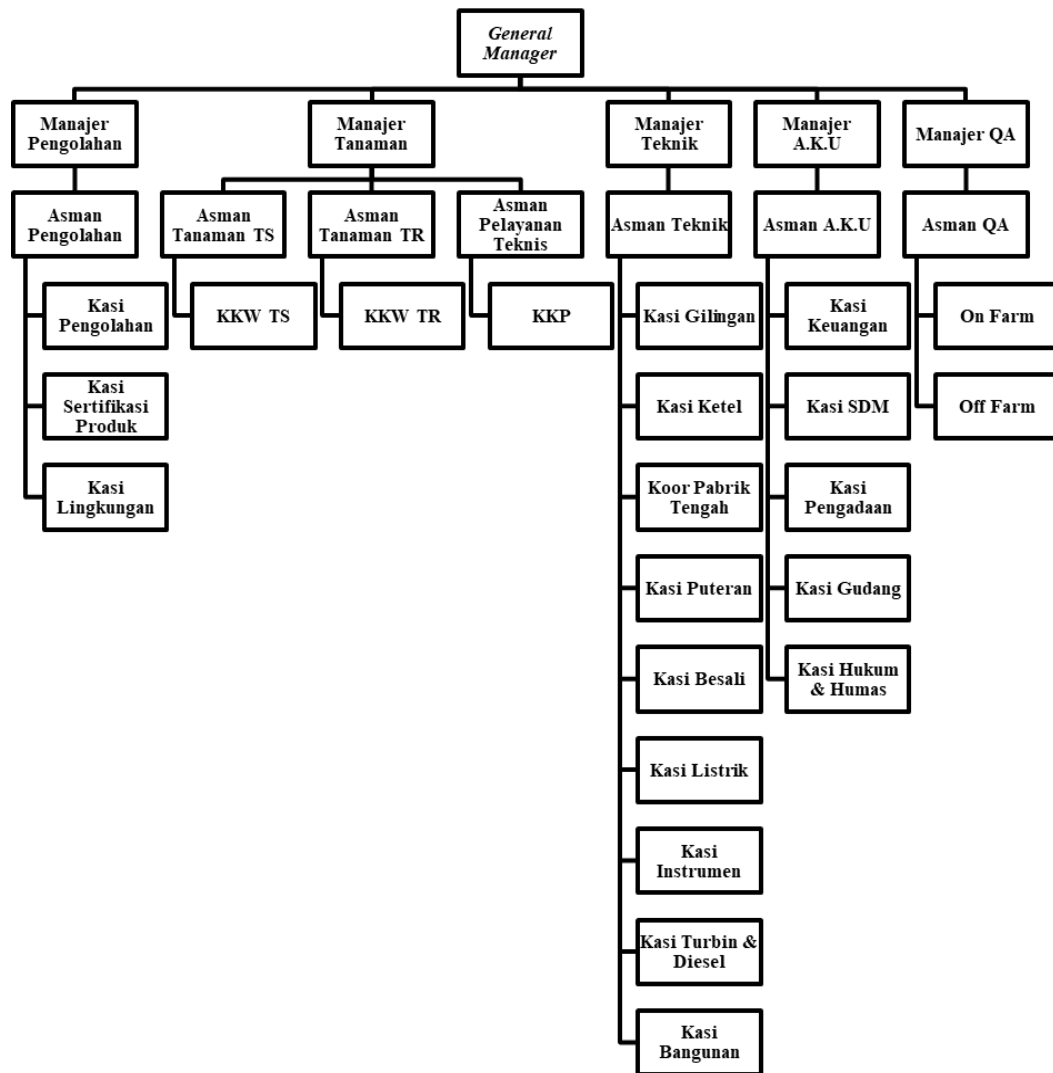 General
Manager
Manajer
Pengolahan
Manajer
Tanaman
Manajer
Teknik
Manajer
A.K.U
Manajer QA
Asman
Pengolahan
Asman
Tanaman TS
Asman
Tanaman TR
Asman
Pelayanan
Teknis
Asman Teknik
Asman A.K.U
Asman QA
Kasi
Pengolahan
KKW TS
KKW TR
KKP
Kasi Gilingan
Kasi
Keuangan
On Farm
Kasi
Sertifikasi
Produk
Kasi Ketel
Kasi SDM
Off Farm
Kasi
Lingkungan
Koor Pabrik
Tengah
Kasi
Pengadaan
Kasi Puteran
Kasi Gudang
Kasi Besali
Kasi Hukum
& Humas
Kasi Listrik
Kasi
Instrumen
Kasi Turbin &
Diesel
Kasi
Bangunan